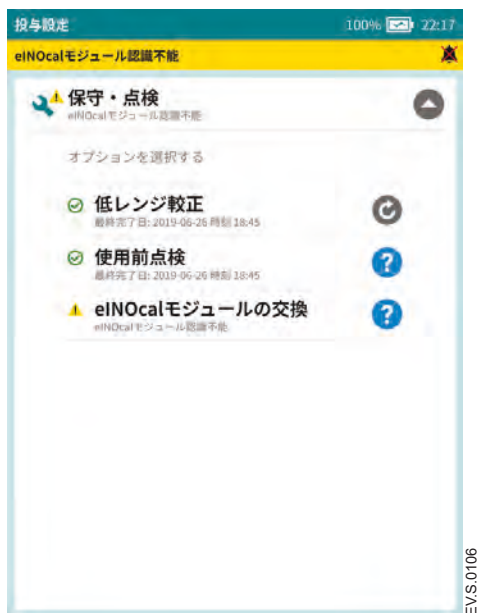 投与設定
100% 22:17
eINOcalモジュール認識不能
保守・点検
eINOcalモジュール認識不能
オプションを選択する
低レンジ較正
最終完了日: 2019-06-26 時刻 18:45
使用前点検
最終完了日: 2019-06-26 時刻 18:45
eINOcalモジュールの交換
eINOcalモジュール認識不能
EV.S.0106